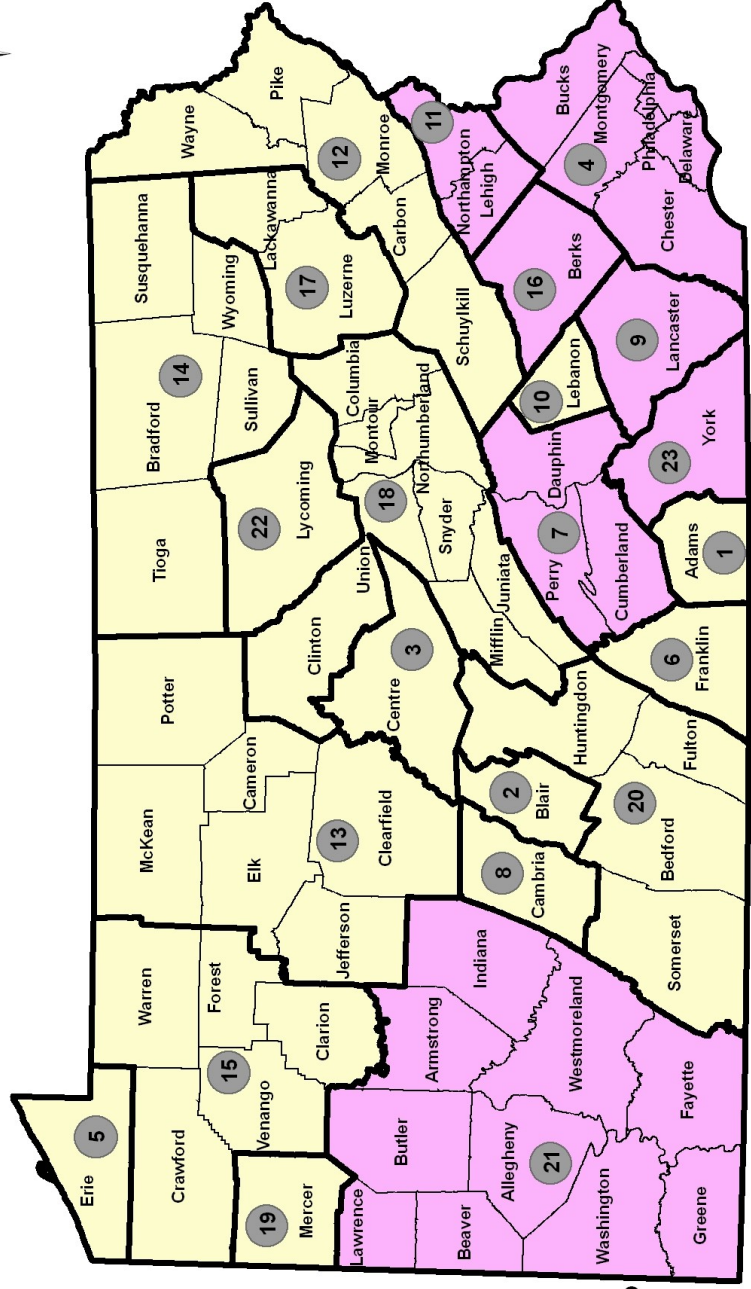 Erie
5
Crawford
Warren
McKean
Potter
Tioga
Bradford
14
Susquehanna
Wayne
Pike
Mercer
19
Venango
15
Forest
Clarion
Elk
Cameron
Clinton
22
Lycoming
Sullivan
Wyoming
Lackawanna
17
Luzerne
12
Monroe
Lawrence
Butler
Armstrong
Jefferson
13
Clearfield
Centre
3
Union
18
Montour
Columbia
Northumberland
Snyder
Carbon
Schuylkill
11
Northampton
Lehigh
Beaver
Allegheny
21
Indiana
Westmoreland
8
Cambria
2
Blair
Huntingdon
Mifflin
Juniata
Perry
7
Dauphin
Cumberland
10
Lebanon
16
Berks
Bucks
4
Montgomery
Philadelphia
Delaware
Chester
Washington
Greene
Fayette
Somerset
20
Bedford
Fulton
6
Franklin
Adams
1
23
York
9
Lancaster